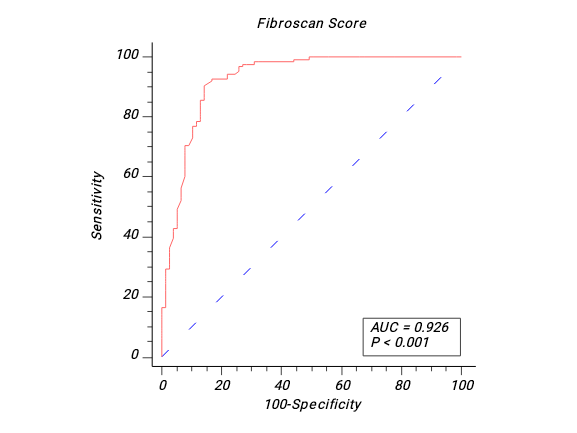 Fibroscan Score
100
80
60
40
20
0
Sensitivity
AUC = 0.926
P < 0.001
0 20 40 60 80 100
100-Specificity